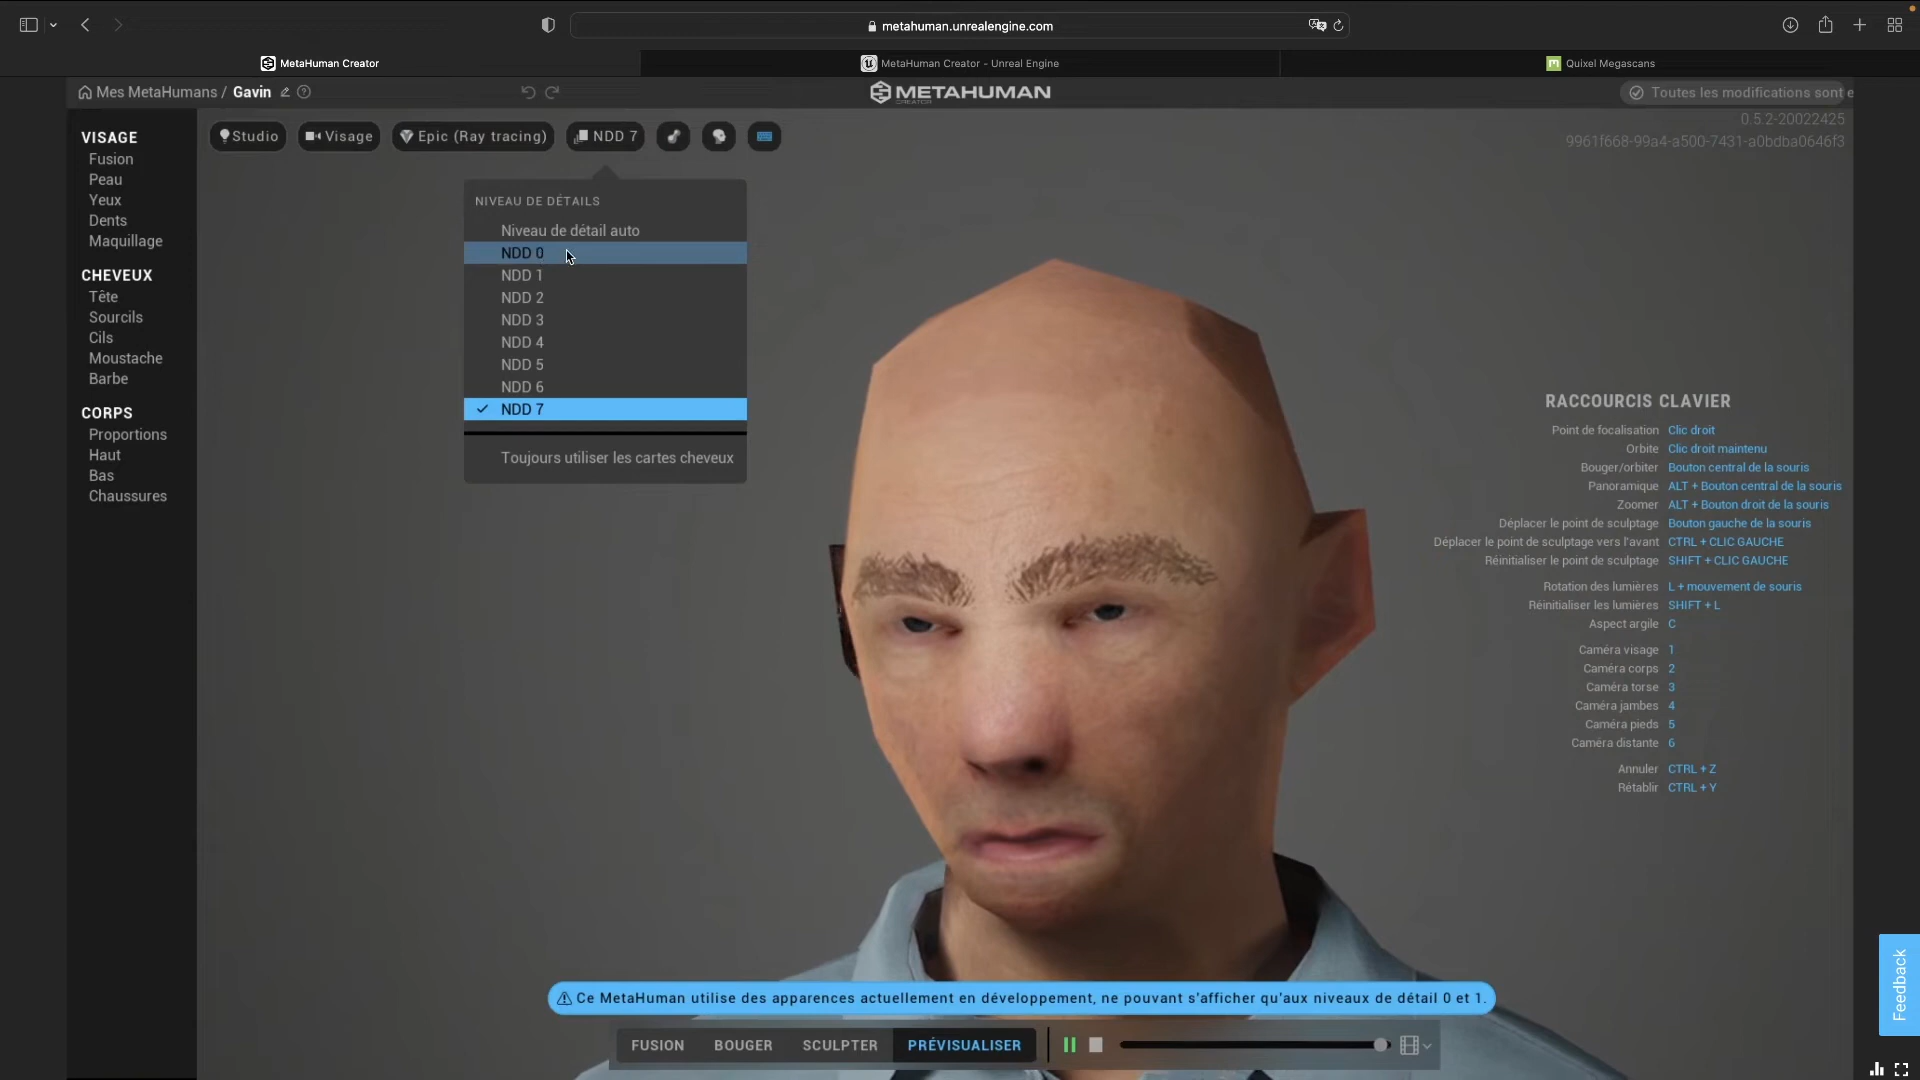 metahuman.unrealengine.com
MetaHuman Creator
MetaHuman Creator - Unreal Engine
Quixel Megascans
Mes MetaHumans / Gavin
METAHUMAN
CREATOR
Toutes les modifications sont e
0.5.2-20022425
9961f668-99a4-a500-7431-a0bdba0646f3
Studio
Visage
Epic (Ray tracing)
NDD 7
VISAGE
Fusion
Peau
Yeux
Dents
Maquillage
CHEVEUX
Tête
Sourcils
Cils
Moustache
Barbe
CORPS
Proportions
Haut
Bas
Chaussures
NIVEAU DE DÉTAILS
Niveau de détail auto
NDD 0
NDD 1
NDD 2
NDD 3
NDD 4
NDD 5
NDD 6
NDD 7
Toujours utiliser les cartes cheveux
RACCOURCIS CLAVIER
Point de focalisation Clic droit
Orbite Clic droit maintenu
Bouger/orbiter Bouton central de la souris
Panoramique ALT + Bouton central de la souris
Zoomer ALT + Bouton droit de la souris
Déplacer le point de sculptage Bouton gauche de la souris
Déplacer le point de sculptage vers l'avant CTRL + CLIC GAUCHE
Réinitialiser le point de sculptage SHIFT + CLIC GAUCHE
Rotation des lumières L + mouvement de souris
Réinitialiser les lumières SHIFT + L
Aspect argile C
Caméra visage 1
Caméra corps 2
Caméra torse 3
Caméra jambes 4
Caméra pieds 5
Caméra distante 6
Annuler CTRL + Z
Rétablir CTRL + Y
Feedback
Ce MetaHuman utilise des apparences actuellement en développement, ne pouvant s'afficher qu'aux niveaux de détail 0 et 1.
FUSION
BOUGER
SCULPTER
PRÉVISUALISER